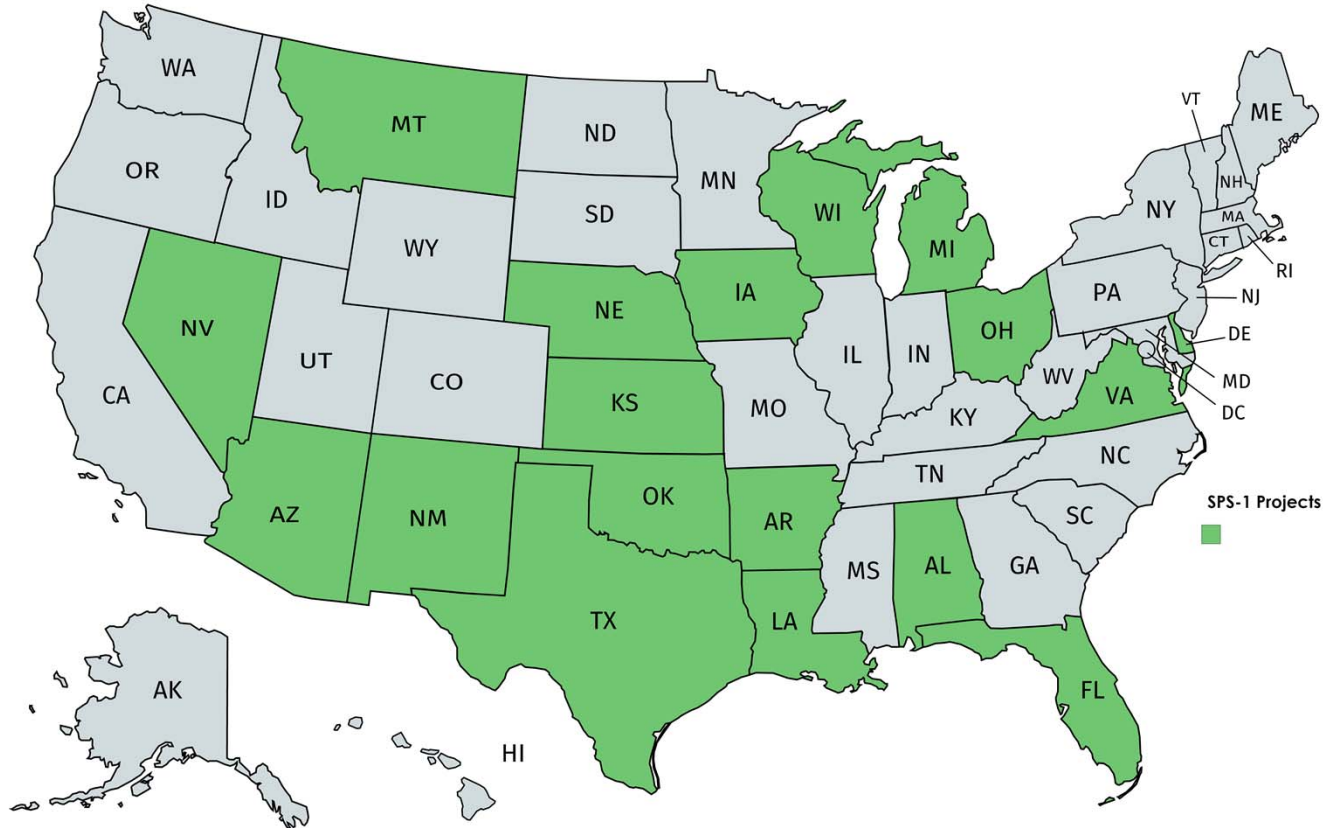 WA
MT
ND
MN
VT
ME
OR
ID
SD
WI
NH
WY
MI
NY
MA
CT
RI
NV
NE
IA
PA
NJ
UT
CO
IL
IN
OH
DE
CA
KS
MO
WV
VA
MD
DC
KY
AZ
NM
OK
AR
TN
NC
SC
SPS-1 Projects
MS
AL
GA
TX
LA
FL
AK
HI